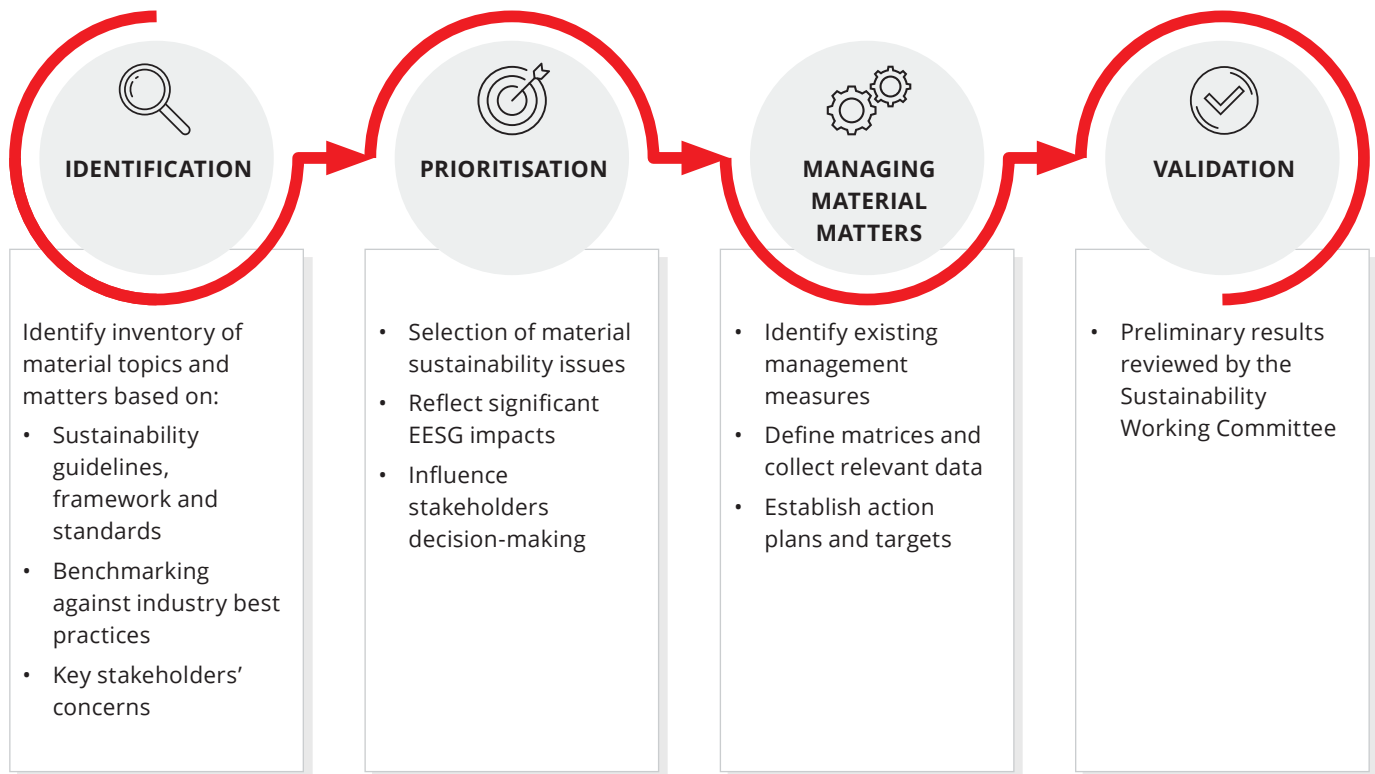 IDENTIFICATION
Identify inventory of
material topics and
matters based on:
• Sustainability
guidelines,
framework and
standards
• Benchmarking
against industry best
practices
• Key stakeholders’
concerns
PRIORITISATION
• Selection of material
sustainability issues
• Reflect significant
EESG impacts
• Influence
stakeholders
decision-making
MANAGING
MATERIAL
MATTERS
• Identify existing
management
measures
• Define matrices and
collect relevant data
• Establish action
plans and targets
VALIDATION
• Preliminary results
reviewed by the
Sustainability
Working Committee